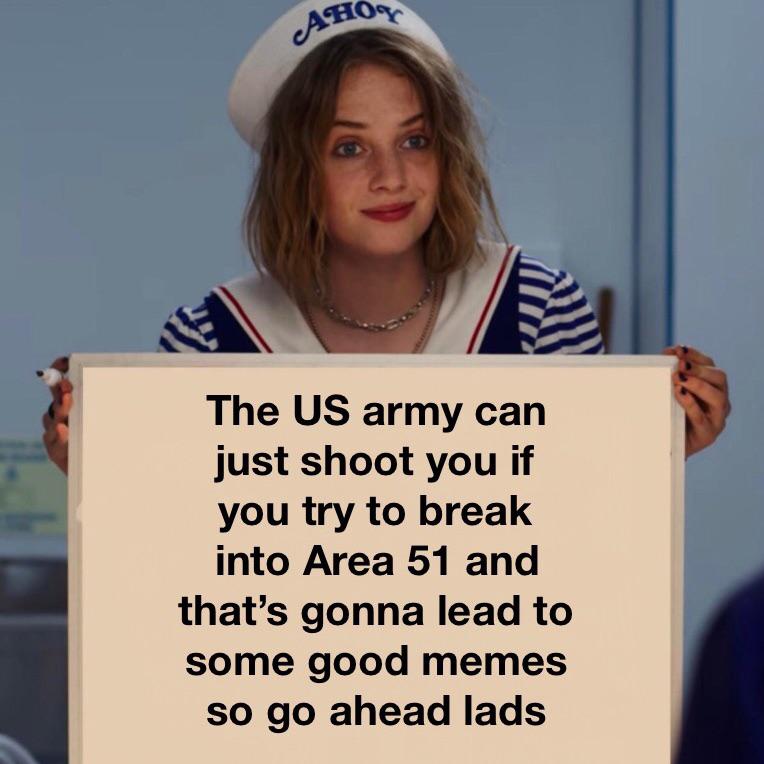 AHOY
The US army can
just shoot you if
you try to break
into Area 51 and
that’s gonna lead to
some good memes
so go ahead lads